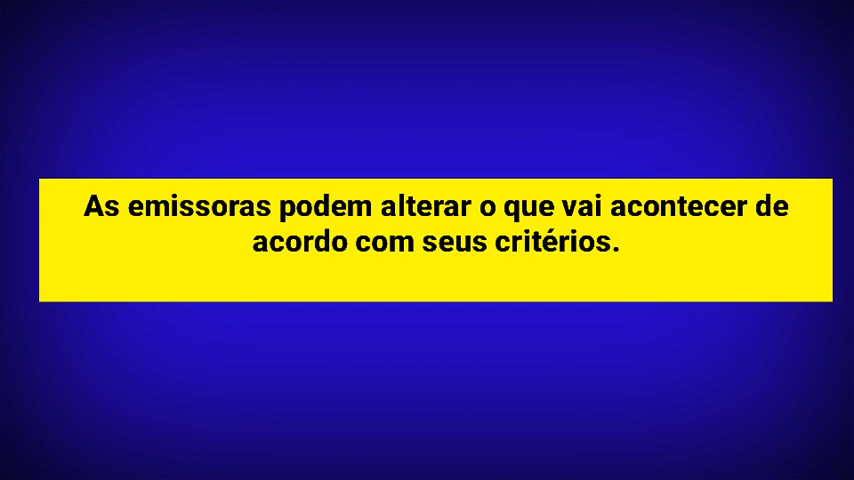 As emissoras podem alterar o que vai acontecer de
acordo com seus critérios.